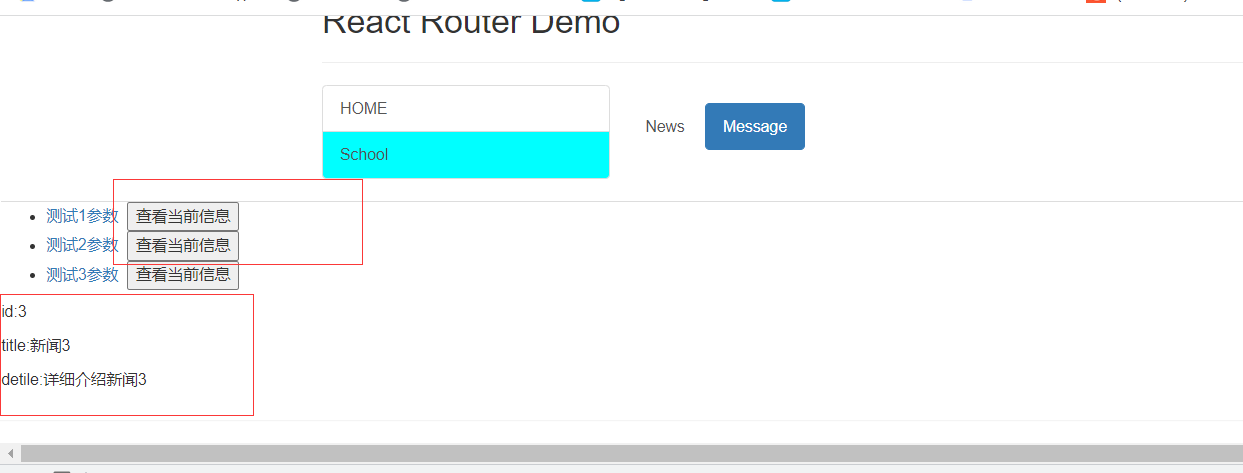 React Router Demo
HOME
School
News
Message
测试1参数 查看当前信息
测试2参数 查看当前信息
测试3参数 查看当前信息
id:3
title:新闻3
detile:详细介绍新闻3